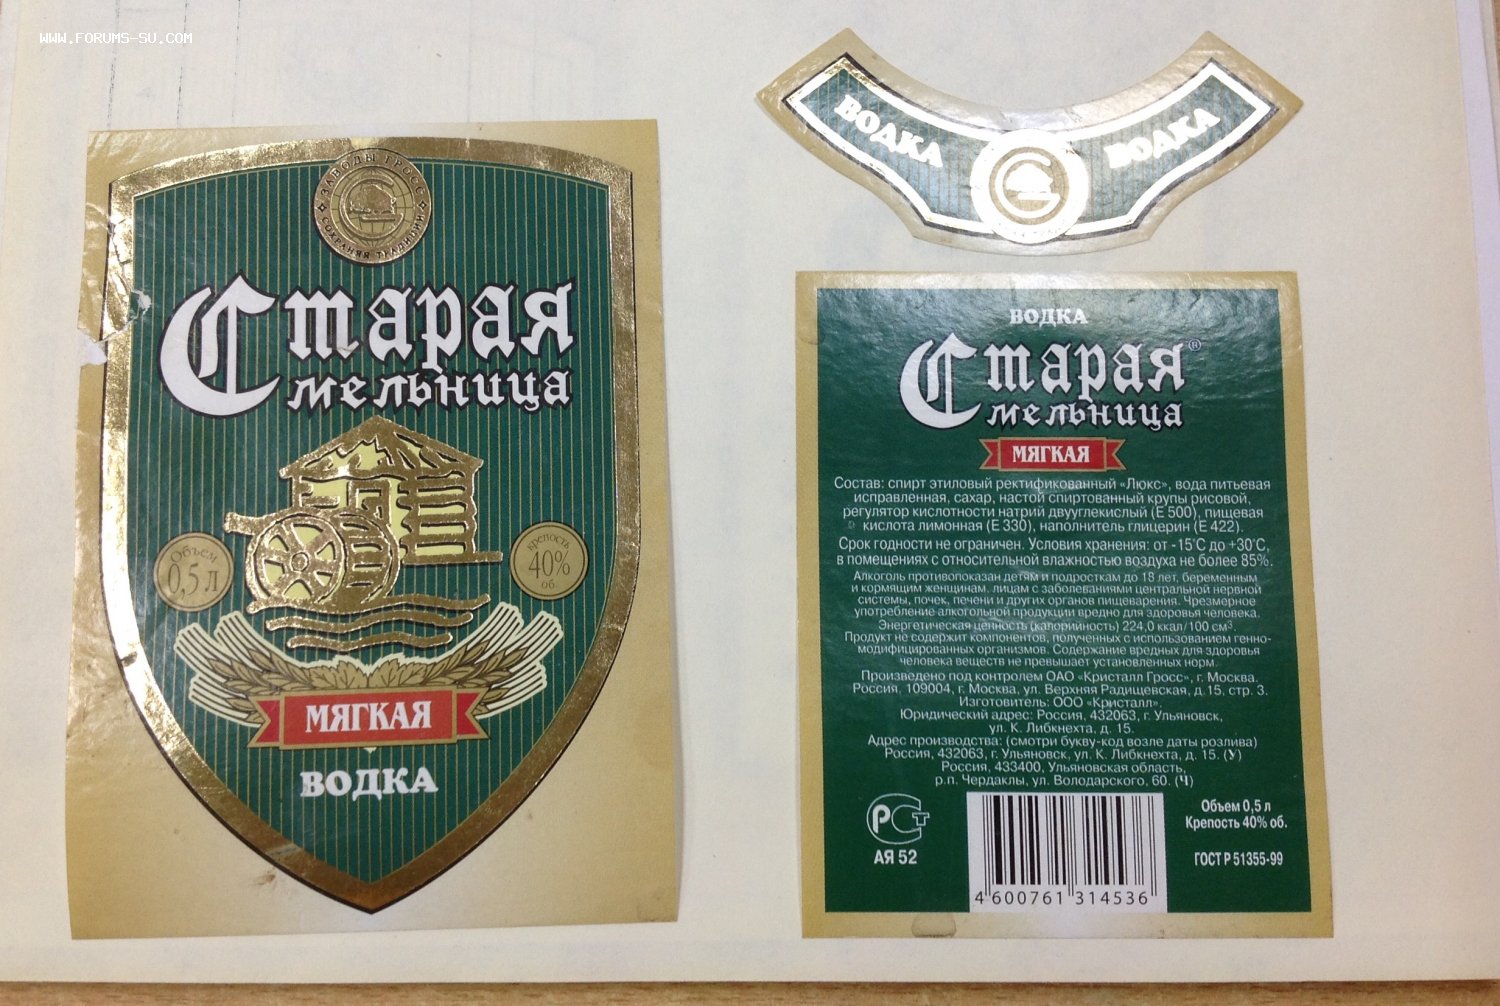 WWW.FORUMS-SU.COM
ЗАВОДЫ ГРОСС
СОХРАНЯЯ ТРАДИЦИИ
Старая
мельница
Объем
0,5 л
крепость
40%
об.
МЯГКАЯ
ВОДКА
ВОДКА
ВОДКА
ВОДКА
Старая®
мельница
МЯГКАЯ
Состав: спирт этиловый ректификованный «Люкс», вода питьевая
исправленная, сахар, настой спиртованный крупы рисовой,
регулятор кислотности натрий двууглекислый (Е 500), пищевая
кислота лимонная (Е 330), наполнитель глицерин (Е 422).
Срок годности не ограничен. Условия хранения: от -15°С до +30°С,
в помещениях с относительной влажностью воздуха не более 85%.
Алкоголь противопоказан детям и подросткам до 18 лет, беременным
и кормящим женщинам, лицам с заболеваниями центральной нервной
системы, почек, печени и других органов пищеварения. Чрезмерное
употребление алкогольной продукции вредно для здоровья человека.
Энергетическая ценность (калорийность) 224,0 ккал/100 см³
Продукт не содержит компонентов, полученных с использованием генно-
модифицированных организмов. Содержание вредных для здоровья
человека веществ не превышает установленных норм.
Произведено под контролем ОАО «Кристалл Гросс», г. Москва.
Россия, 109004, г. Москва, ул. Верхняя Радищевская, д.15, стр. 3.
Изготовитель: ООО «Кристалл».
Юридический адрес: Россия, 432063, г. Ульяновск,
ул. К. Либкнехта, д. 15.
Адрес производства: (смотри букву-код возле даты розлива)
Россия, 432063, г. Ульяновск, ул. К. Либкнехта, д. 15. (У)
Россия, 433400, Ульяновская область,
р.п. Чердаклы, ул. Володарского, 60. (Ч)
РСТ
АЯ 52
4 600761 314536
Объем 0,5 л
Крепость 40% об.
ГОСТ Р 51355-99